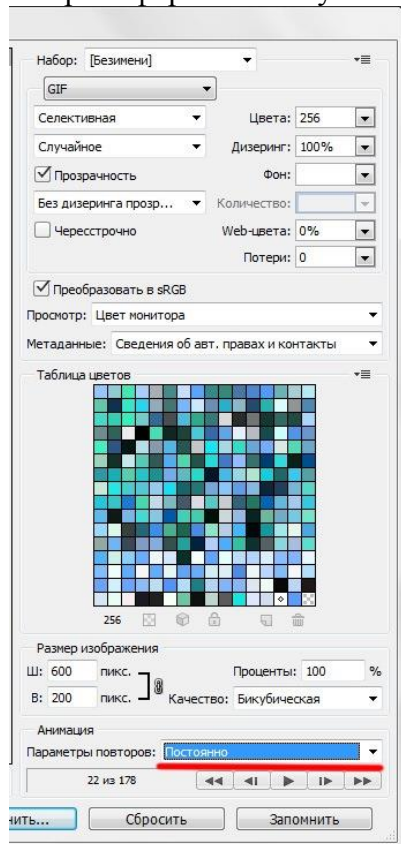 Набор: [Безимени]
GIF
Селективная Цвета: 256
Случайное Дизеринг: 100%
Прозрачность Фон:
Без дизеринга прозр... Количество:
Чересстрочно Web-цвета: 0%
Потери: 0
Преобразовать в sRGB
Просмотр: Цвет монитора
Метаданные: Сведения об авт. правах и контакты
Таблица цветов
256
Размер изображения
Ш: 600 пикс. Проценты: 100 %
В: 200 пикс. Качество: Бикубическая
Анимация
Параметры повторов: Постоянно
22 из 178
нить... Сбросить Запомнить